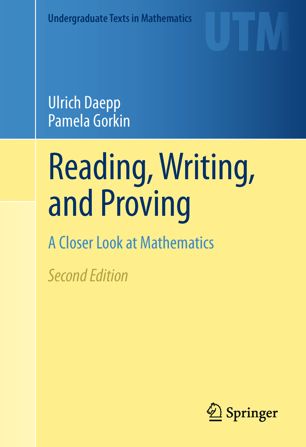 Undergraduate Texts in Mathematics
UTM
Ulrich Daepp
Pamela Gorkin
Reading, Writing,
and Proving
A Closer Look at Mathematics
Second Edition
Springer